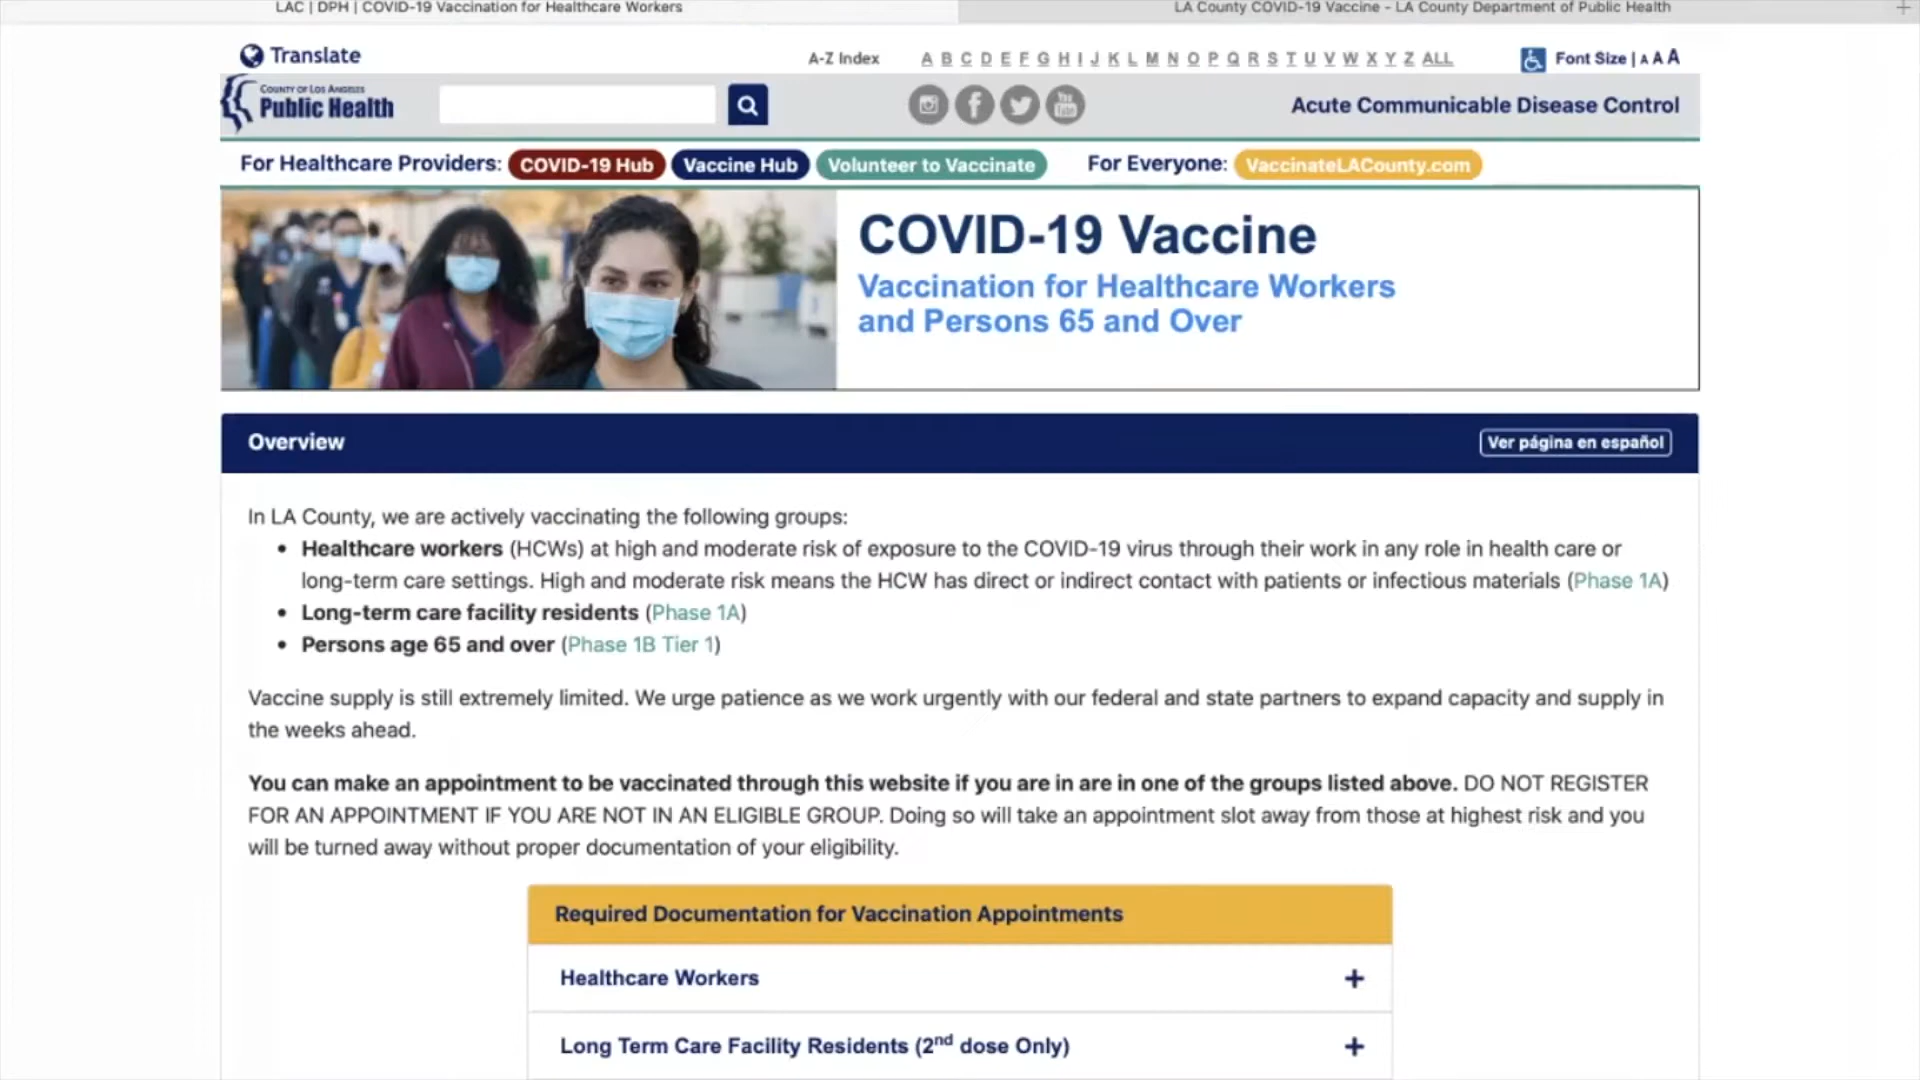 LAC | DPH | COVID-19 Vaccination for Healthcare Workers
LA County COVID-19 Vaccine - LA County Department of Public Health
Translate
A-Z Index
A B C D E F G H I J K L M N O P Q R S T U V W X Y Z ALL
Font Size | A A A
COUNTY OF LOS ANGELES
Public Health
You Tube
Acute Communicable Disease Control
For Healthcare Providers: COVID-19 Hub Vaccine Hub Volunteer to Vaccinate For Everyone: VaccinateLACounty.com
COVID-19 Vaccine
Vaccination for Healthcare Workers
and Persons 65 and Over
Overview
Ver página en español
In LA County, we are actively vaccinating the following groups:
• Healthcare workers (HCWs) at high and moderate risk of exposure to the COVID-19 virus through their work in any role in health care or
long-term care settings. High and moderate risk means the HCW has direct or indirect contact with patients or infectious materials (Phase 1A)
• Long-term care facility residents (Phase 1A)
• Persons age 65 and over (Phase 1B Tier 1)
Vaccine supply is still extremely limited. We urge patience as we work urgently with our federal and state partners to expand capacity and supply in
the weeks ahead.
You can make an appointment to be vaccinated through this website if you are in are in one of the groups listed above. DO NOT REGISTER
FOR AN APPOINTMENT IF YOU ARE NOT IN AN ELIGIBLE GROUP. Doing so will take an appointment slot away from those at highest risk and you
will be turned away without proper documentation of your eligibility.
Required Documentation for Vaccination Appointments
Healthcare Workers +
Long Term Care Facility Residents (2nd dose Only) +